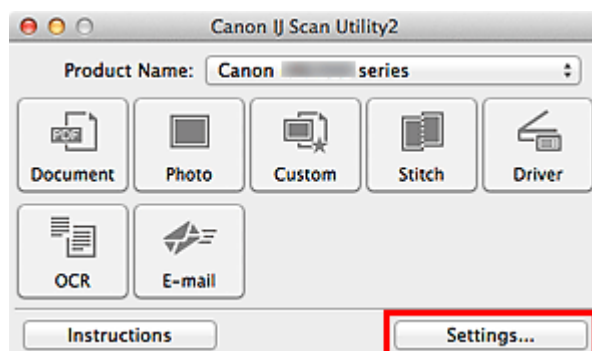 Canon IJ Scan Utility2
Product Name: Canon series
PDF
Document Photo Custom Stitch Driver
OCR E-mail
Instructions Settings...